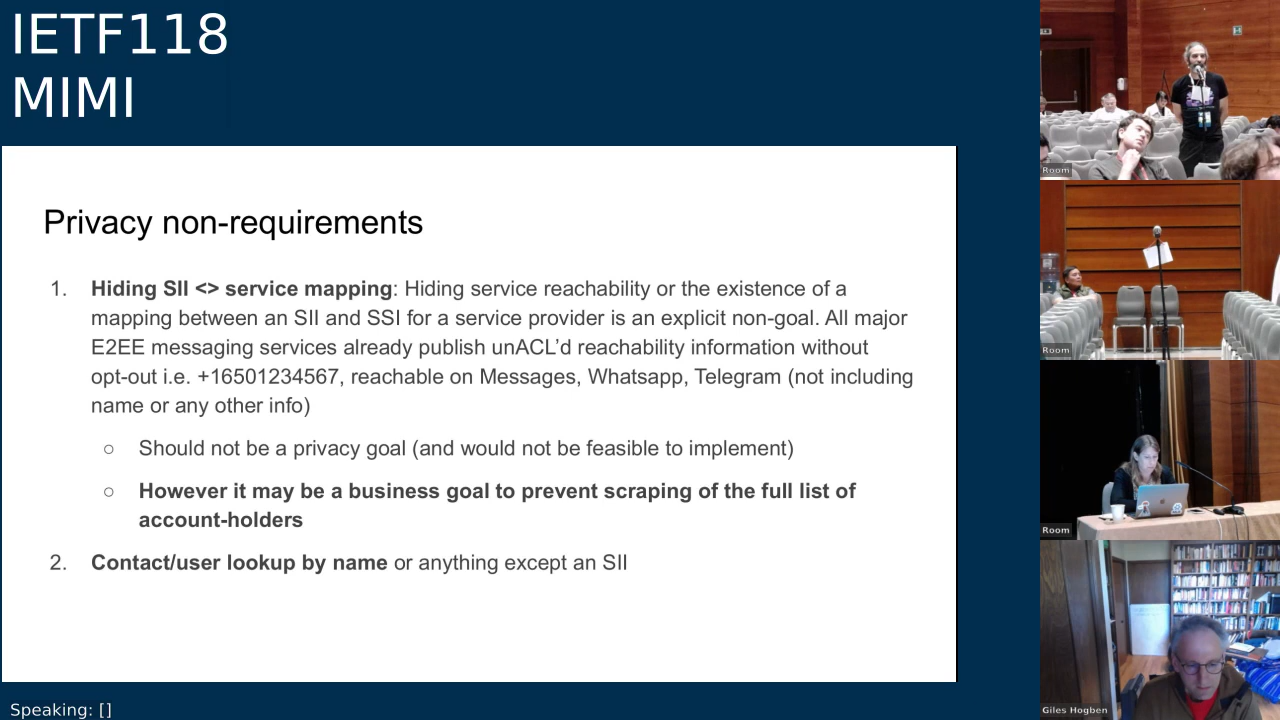 IETF118
MIMI
Privacy non-requirements
1. Hiding SII <> service mapping: Hiding service reachability or the existence of a
mapping between an SII and SSI for a service provider is an explicit non-goal. All major
E2EE messaging services already publish unACL’d reachability information without
opt-out i.e. +16501234567, reachable on Messages, Whatsapp, Telegram (not including
name or any other info)
○ Should not be a privacy goal (and would not be feasible to implement)
○ However it may be a business goal to prevent scraping of the full list of
account-holders
2. Contact/user lookup by name or anything except an SII
Speaking: []
Room
Room
Room
Giles Hogben